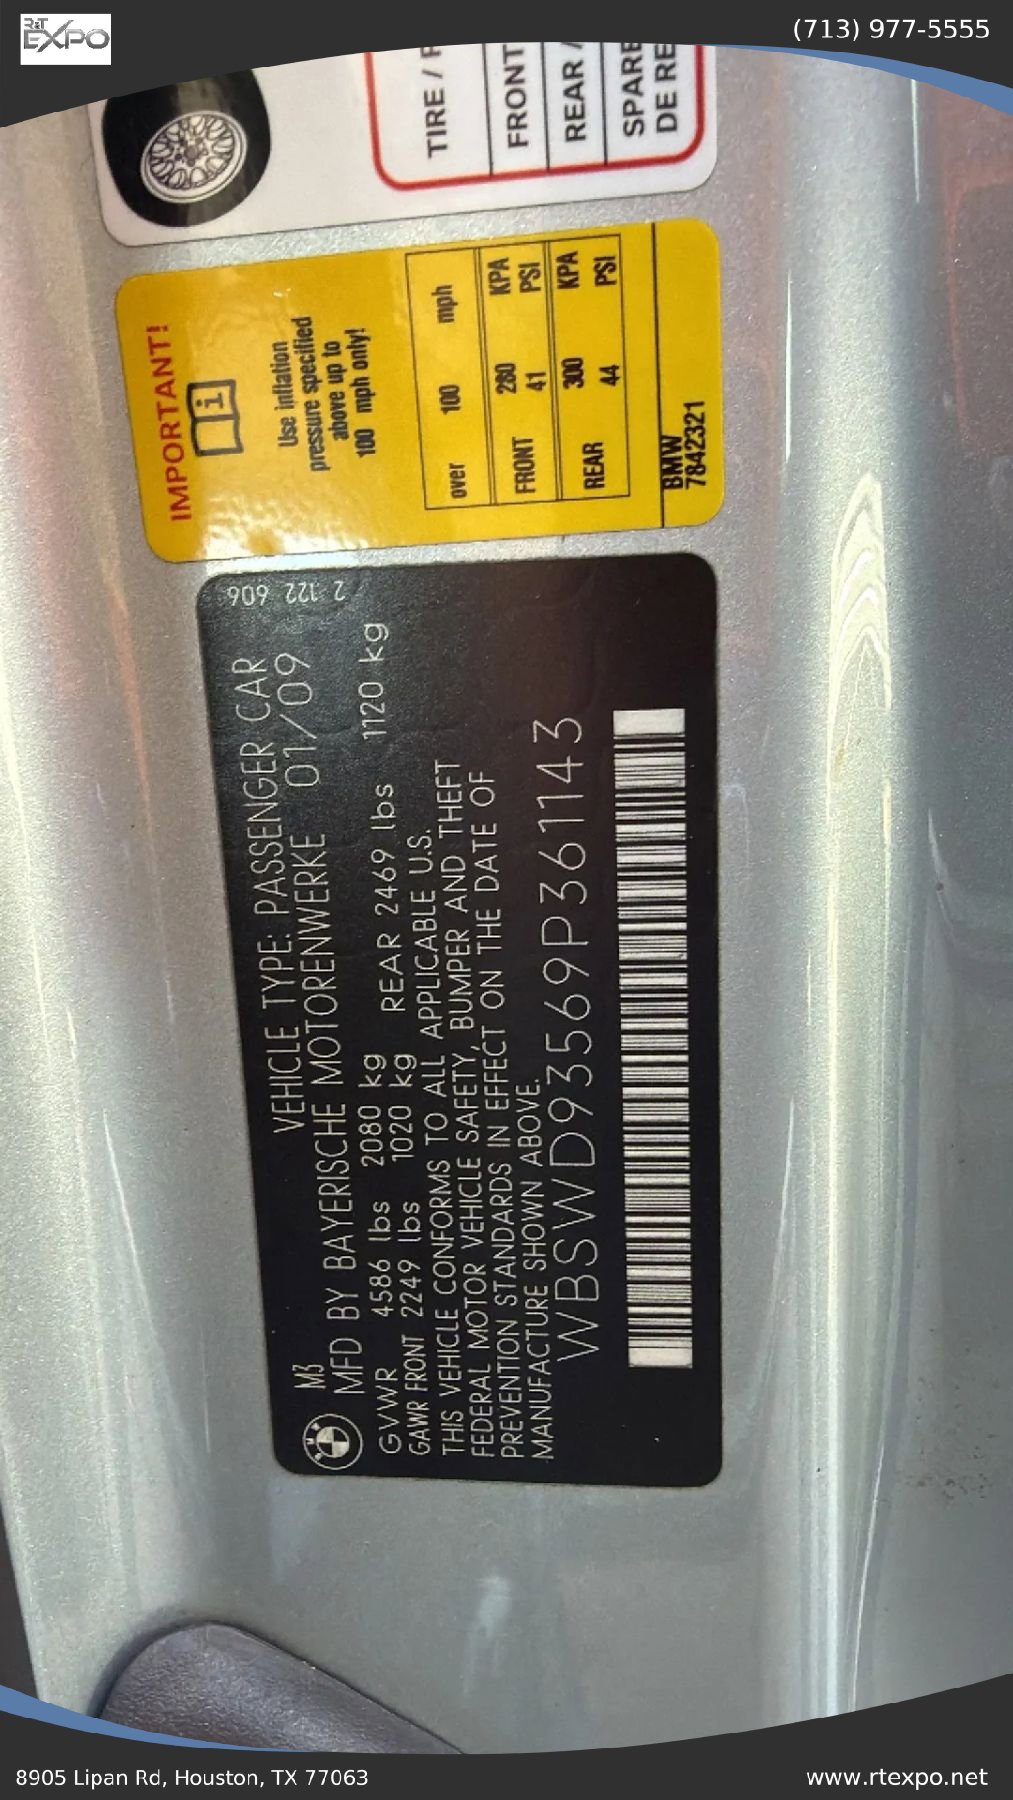 R&T
EXPO
(713) 977-5555
TIRE /
FRONT
REAR /
SPARE
DE RE
IMPORTANT!
i
Use inflation
pressure specified
above up to
100 mph only!
over 100 mph
FRONT 280 KPA
41 PSI
REAR 300 KPA
44 PSI
BMW
7842321
606 2 122 2
M3 VEHICLE TYPE: PASSENGER CAR
MFD BY BAYERISCHE MOTORENWERKE 01/09
GVWR 4586 lbs 2080 kg
GAWR FRONT 2249 lbs 1020 kg REAR 2469 lbs 1120 kg
THIS VEHICLE CONFORMS TO ALL APPLICABLE U.S.
FEDERAL MOTOR VEHICLE SAFETY, BUMPER AND THEFT
PREVENTION STANDARDS IN EFFECT ON THE DATE OF
MANUFACTURE SHOWN ABOVE.
WBSWD93569P361143
8905 Lipan Rd, Houston, TX 77063
www.rtexpo.net